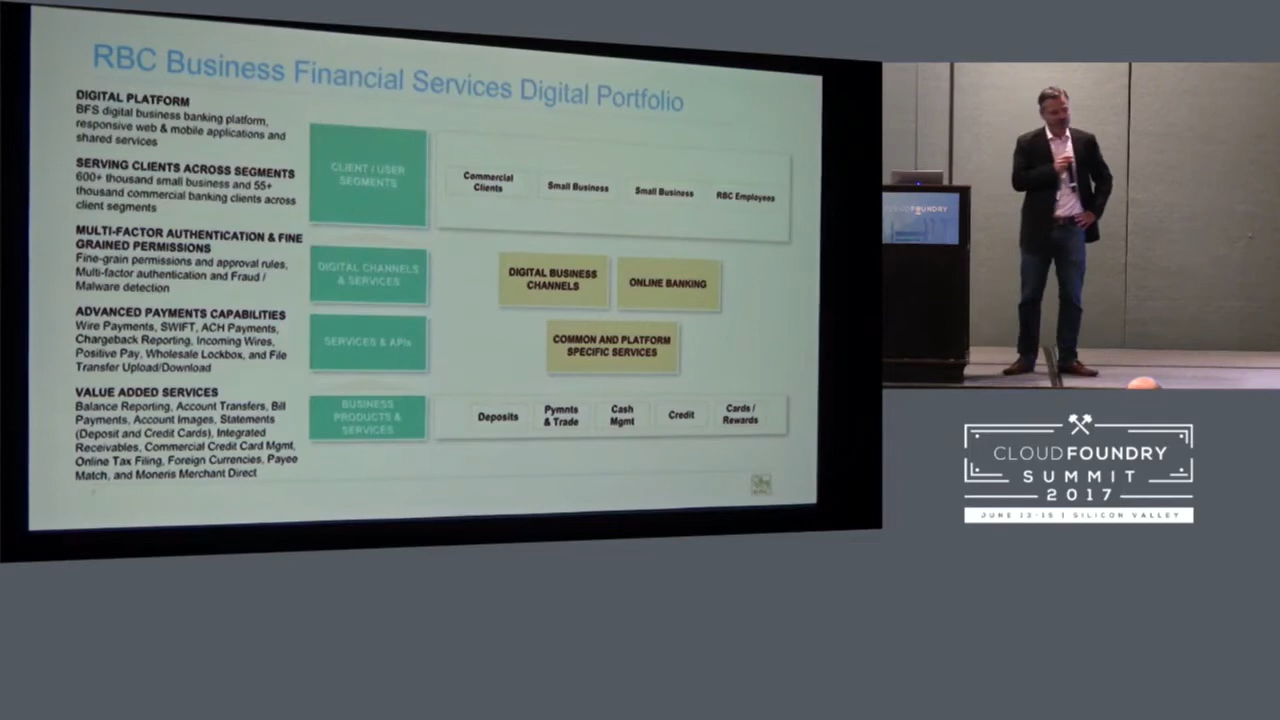 RBC Business Financial Services Digital Portfolio
DIGITAL PLATFORM
BFS digital business banking platform,
responsive web & mobile applications and
shared services
SERVING CLIENTS ACROSS SEGMENTS
600+ thousand small business and 55+
thousand commercial banking clients across
client segments
MULTI-FACTOR AUTHENTICATION & FINE
GRAINED PERMISSIONS
Fine-grain permissions and approval rules,
Multi-factor authentication and Fraud /
Malware detection
ADVANCED PAYMENTS CAPABILITIES
Wire Payments, SWIFT, ACH Payments,
Chargeback Reporting, Incoming Wires,
Positive Pay, Wholesale Lockbox, and File
Transfer Upload/Download
VALUE ADDED SERVICES
Balance Reporting, Account Transfers, Bill
Payments, Account Images, Statements
(Deposit and Credit Cards), Integrated
Receivables, Commercial Credit Card Mgmt,
Online Tax Filing, Foreign Currencies, Payee
Match, and Moneris Merchant Direct
CLIENT / USER
SEGMENTS
Commercial
Clients
Small Business
Small Business
RBC Employees
DIGITAL CHANNELS
& SERVICES
DIGITAL BUSINESS
CHANNELS
ONLINE BANKING
SERVICES & APIs
COMMON AND PLATFORM
SPECIFIC SERVICES
BUSINESS
PRODUCTS &
SERVICES
Deposits
Pymnts
& Trade
Cash
Mgmt
Credit
Cards /
Rewards
CLOUDFOUNDRY
CLOUDFOUNDRY
SUMMIT
2017
JUNE 13-15 | SILICON VALLEY